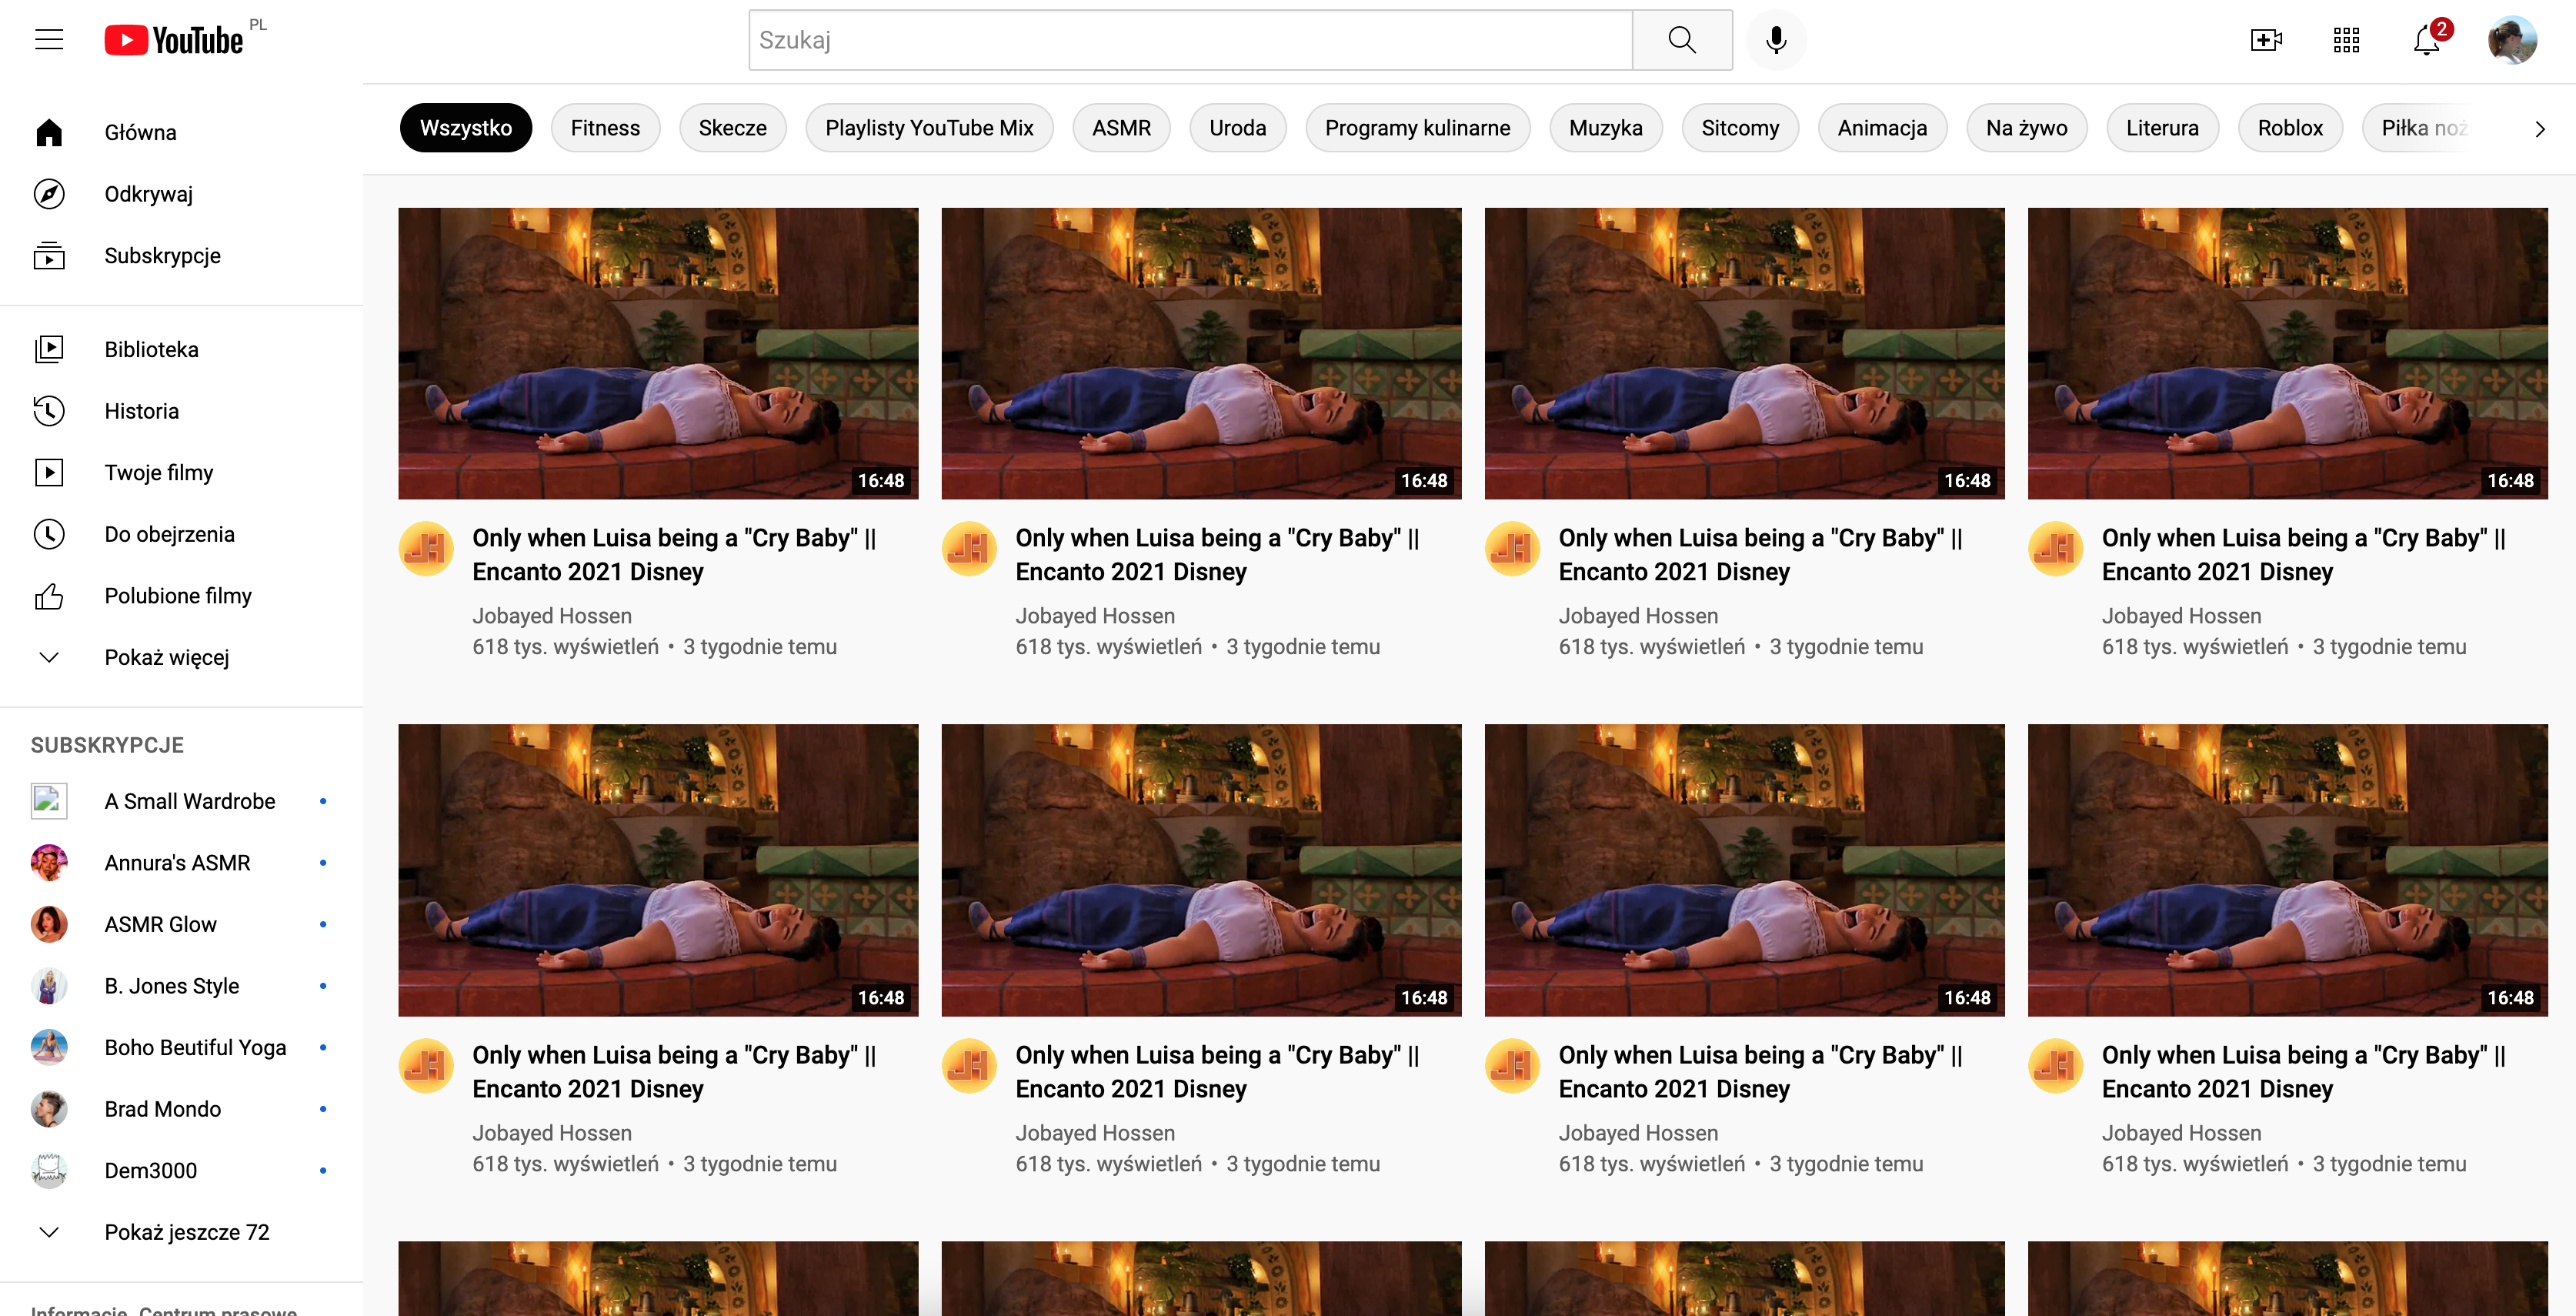 YouTube PL
Szukaj
2
Główna
Odkrywaj
Subskrypcje
Biblioteka
Historia
Twoje filmy
Do obejrzenia
Polubione filmy
Pokaż więcej
SUBSKRYPCJE
A Small Wardrobe
Annura's ASMR
ASMR Glow
B. Jones Style
Boho Beutiful Yoga
Brad Mondo
Dem3000
Pokaż jeszcze 72
Informacje Centrum prasowe
Wszystko Fitness Skecze Playlisty YouTube Mix ASMR Uroda Programy kulinarne Muzyka Sitcomy Animacja Na żywo Literura Roblox Piłka noż
16:48
JH
Only when Luisa being a "Cry Baby" ||
Encanto 2021 Disney
Jobayed Hossen
618 tys. wyświetleń • 3 tygodnie temu
16:48
JH
Only when Luisa being a "Cry Baby" ||
Encanto 2021 Disney
Jobayed Hossen
618 tys. wyświetleń • 3 tygodnie temu
16:48
JH
Only when Luisa being a "Cry Baby" ||
Encanto 2021 Disney
Jobayed Hossen
618 tys. wyświetleń • 3 tygodnie temu
16:48
JH
Only when Luisa being a "Cry Baby" ||
Encanto 2021 Disney
Jobayed Hossen
618 tys. wyświetleń • 3 tygodnie temu
16:48
JH
Only when Luisa being a "Cry Baby" ||
Encanto 2021 Disney
Jobayed Hossen
618 tys. wyświetleń • 3 tygodnie temu
16:48
JH
Only when Luisa being a "Cry Baby" ||
Encanto 2021 Disney
Jobayed Hossen
618 tys. wyświetleń • 3 tygodnie temu
16:48
JH
Only when Luisa being a "Cry Baby" ||
Encanto 2021 Disney
Jobayed Hossen
618 tys. wyświetleń • 3 tygodnie temu
16:48
JH
Only when Luisa being a "Cry Baby" ||
Encanto 2021 Disney
Jobayed Hossen
618 tys. wyświetleń • 3 tygodnie temu